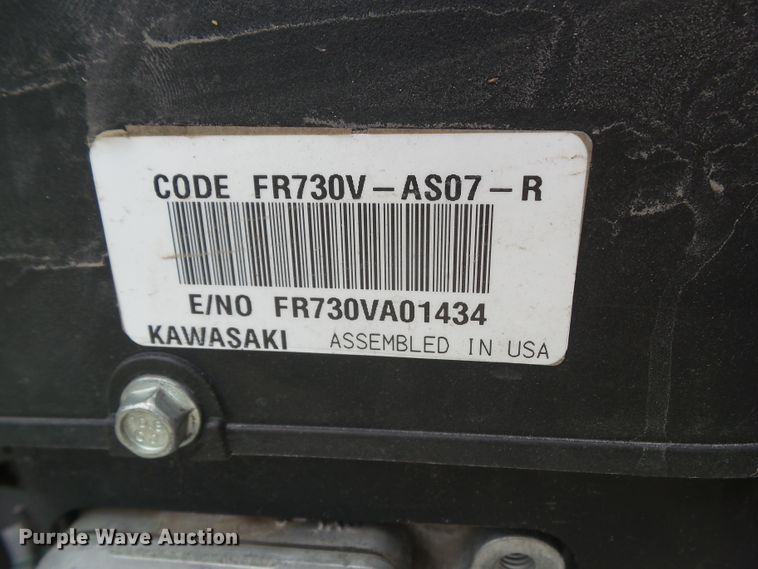 CODE FR730V-AS07-R
E/NO FR730VA01434
KAWASAKI ASSEMBLED IN USA
Purple Wave Auction